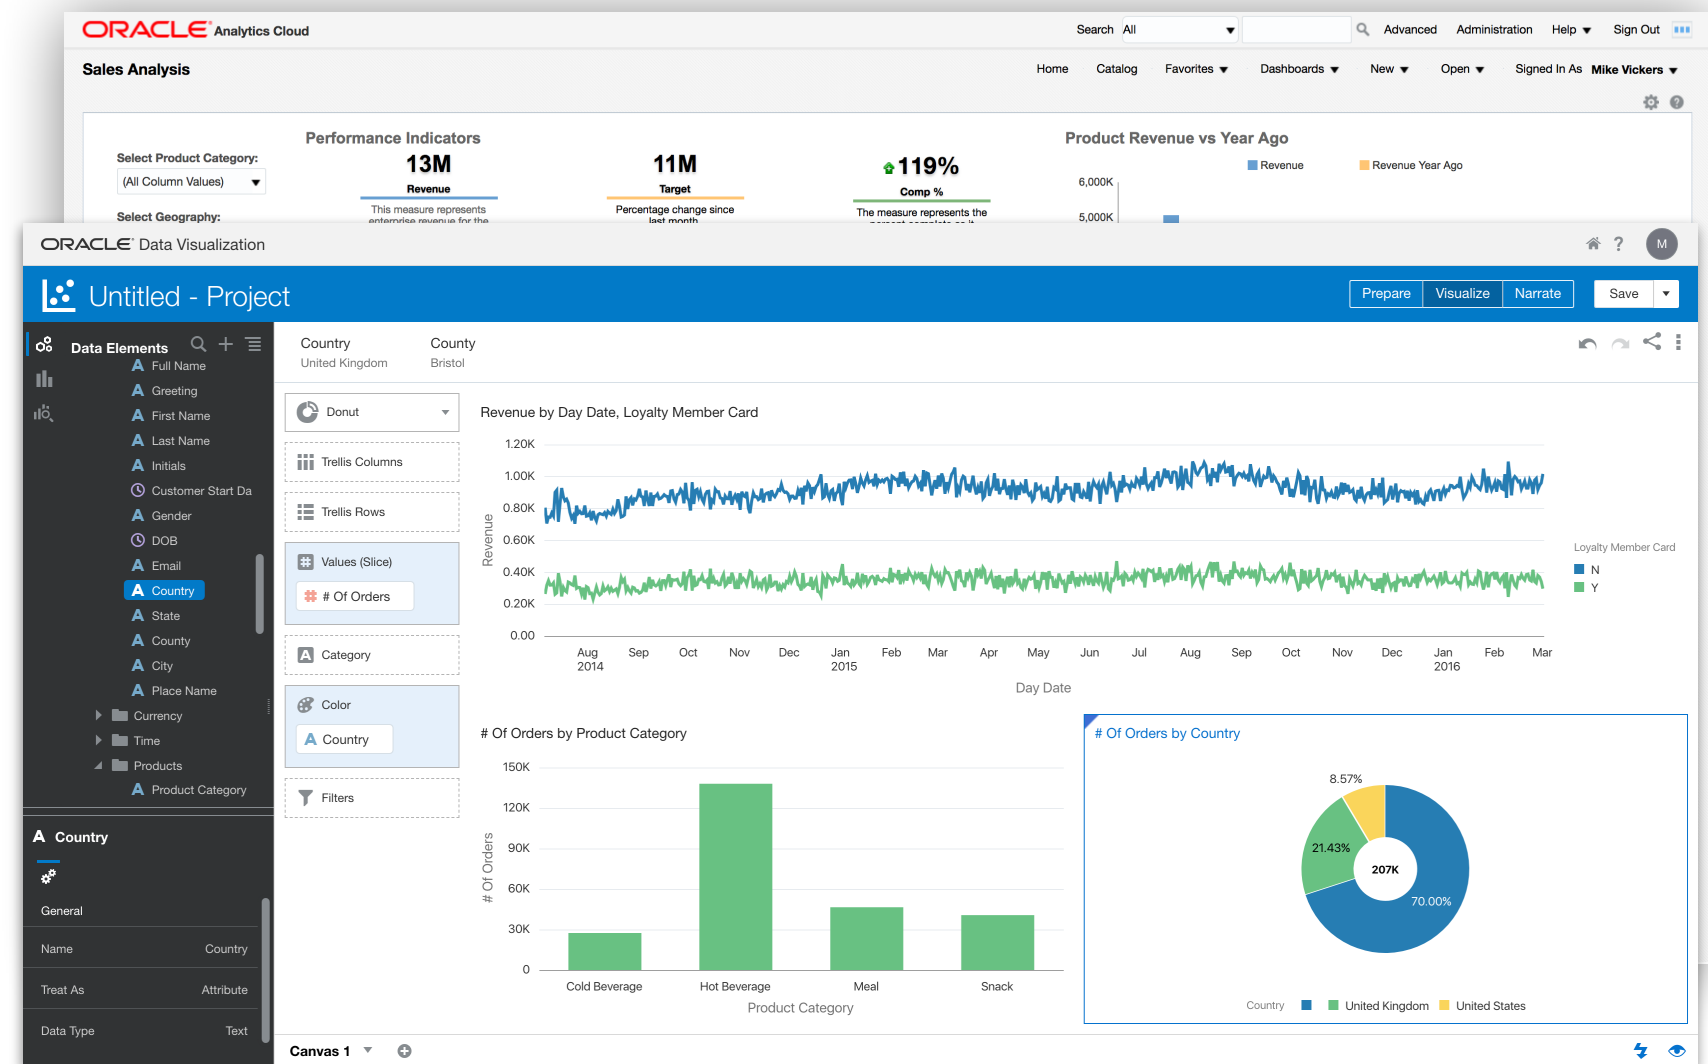 ORACLE Analytics Cloud
Search All Advanced Administration Help Sign Out
Sales Analysis
Home Catalog Favorites Dashboards New Open Signed In As Mike Vickers
Performance Indicators
Product Revenue vs Year Ago
Select Product Category:
(All Column Values)
Select Geography:
13M
Revenue
This measure represents
enterprise revenue for the
11M
Target
Percentage change since
last month
119%
Comp %
The measure represents the
percent complete as it
Revenue Revenue Year Ago
6,000K
5,000K
ORACLE Data Visualization
? M
Untitled - Project
Prepare Visualize Narrate Save
Data Elements
A Full Name
A Greeting
A First Name
A Last Name
A Initials
Customer Start Da
A Gender
DOB
A Email
A Country
A State
A County
A City
A Place Name
Currency
Time
Products
A Product Category
A Country
General
Name Country
Treat As Attribute
Data Type Text
Country County
United Kingdom Bristol
Donut
Trellis Columns
Trellis Rows
# Values (Slice)
# # Of Orders
A Category
Color
A Country
Filters
Revenue by Day Date, Loyalty Member Card
1.20K
1.00K
0.80K
0.60K
0.40K
0.20K
0.00
Revenue
Aug Sep Oct Nov Dec Jan Feb Mar Apr May Jun Jul Aug Sep Oct Nov Dec Jan Feb Mar
2014 2015 2016
Day Date
Loyalty Member Card
N
Y
# Of Orders by Product Category
150K
120K
90K
60K
30K
0
# Of Orders
Cold Beverage Hot Beverage Meal Snack
Product Category
# Of Orders by Country
8.57%
21.43%
207K
70.00%
Country United Kingdom United States
Canvas 1